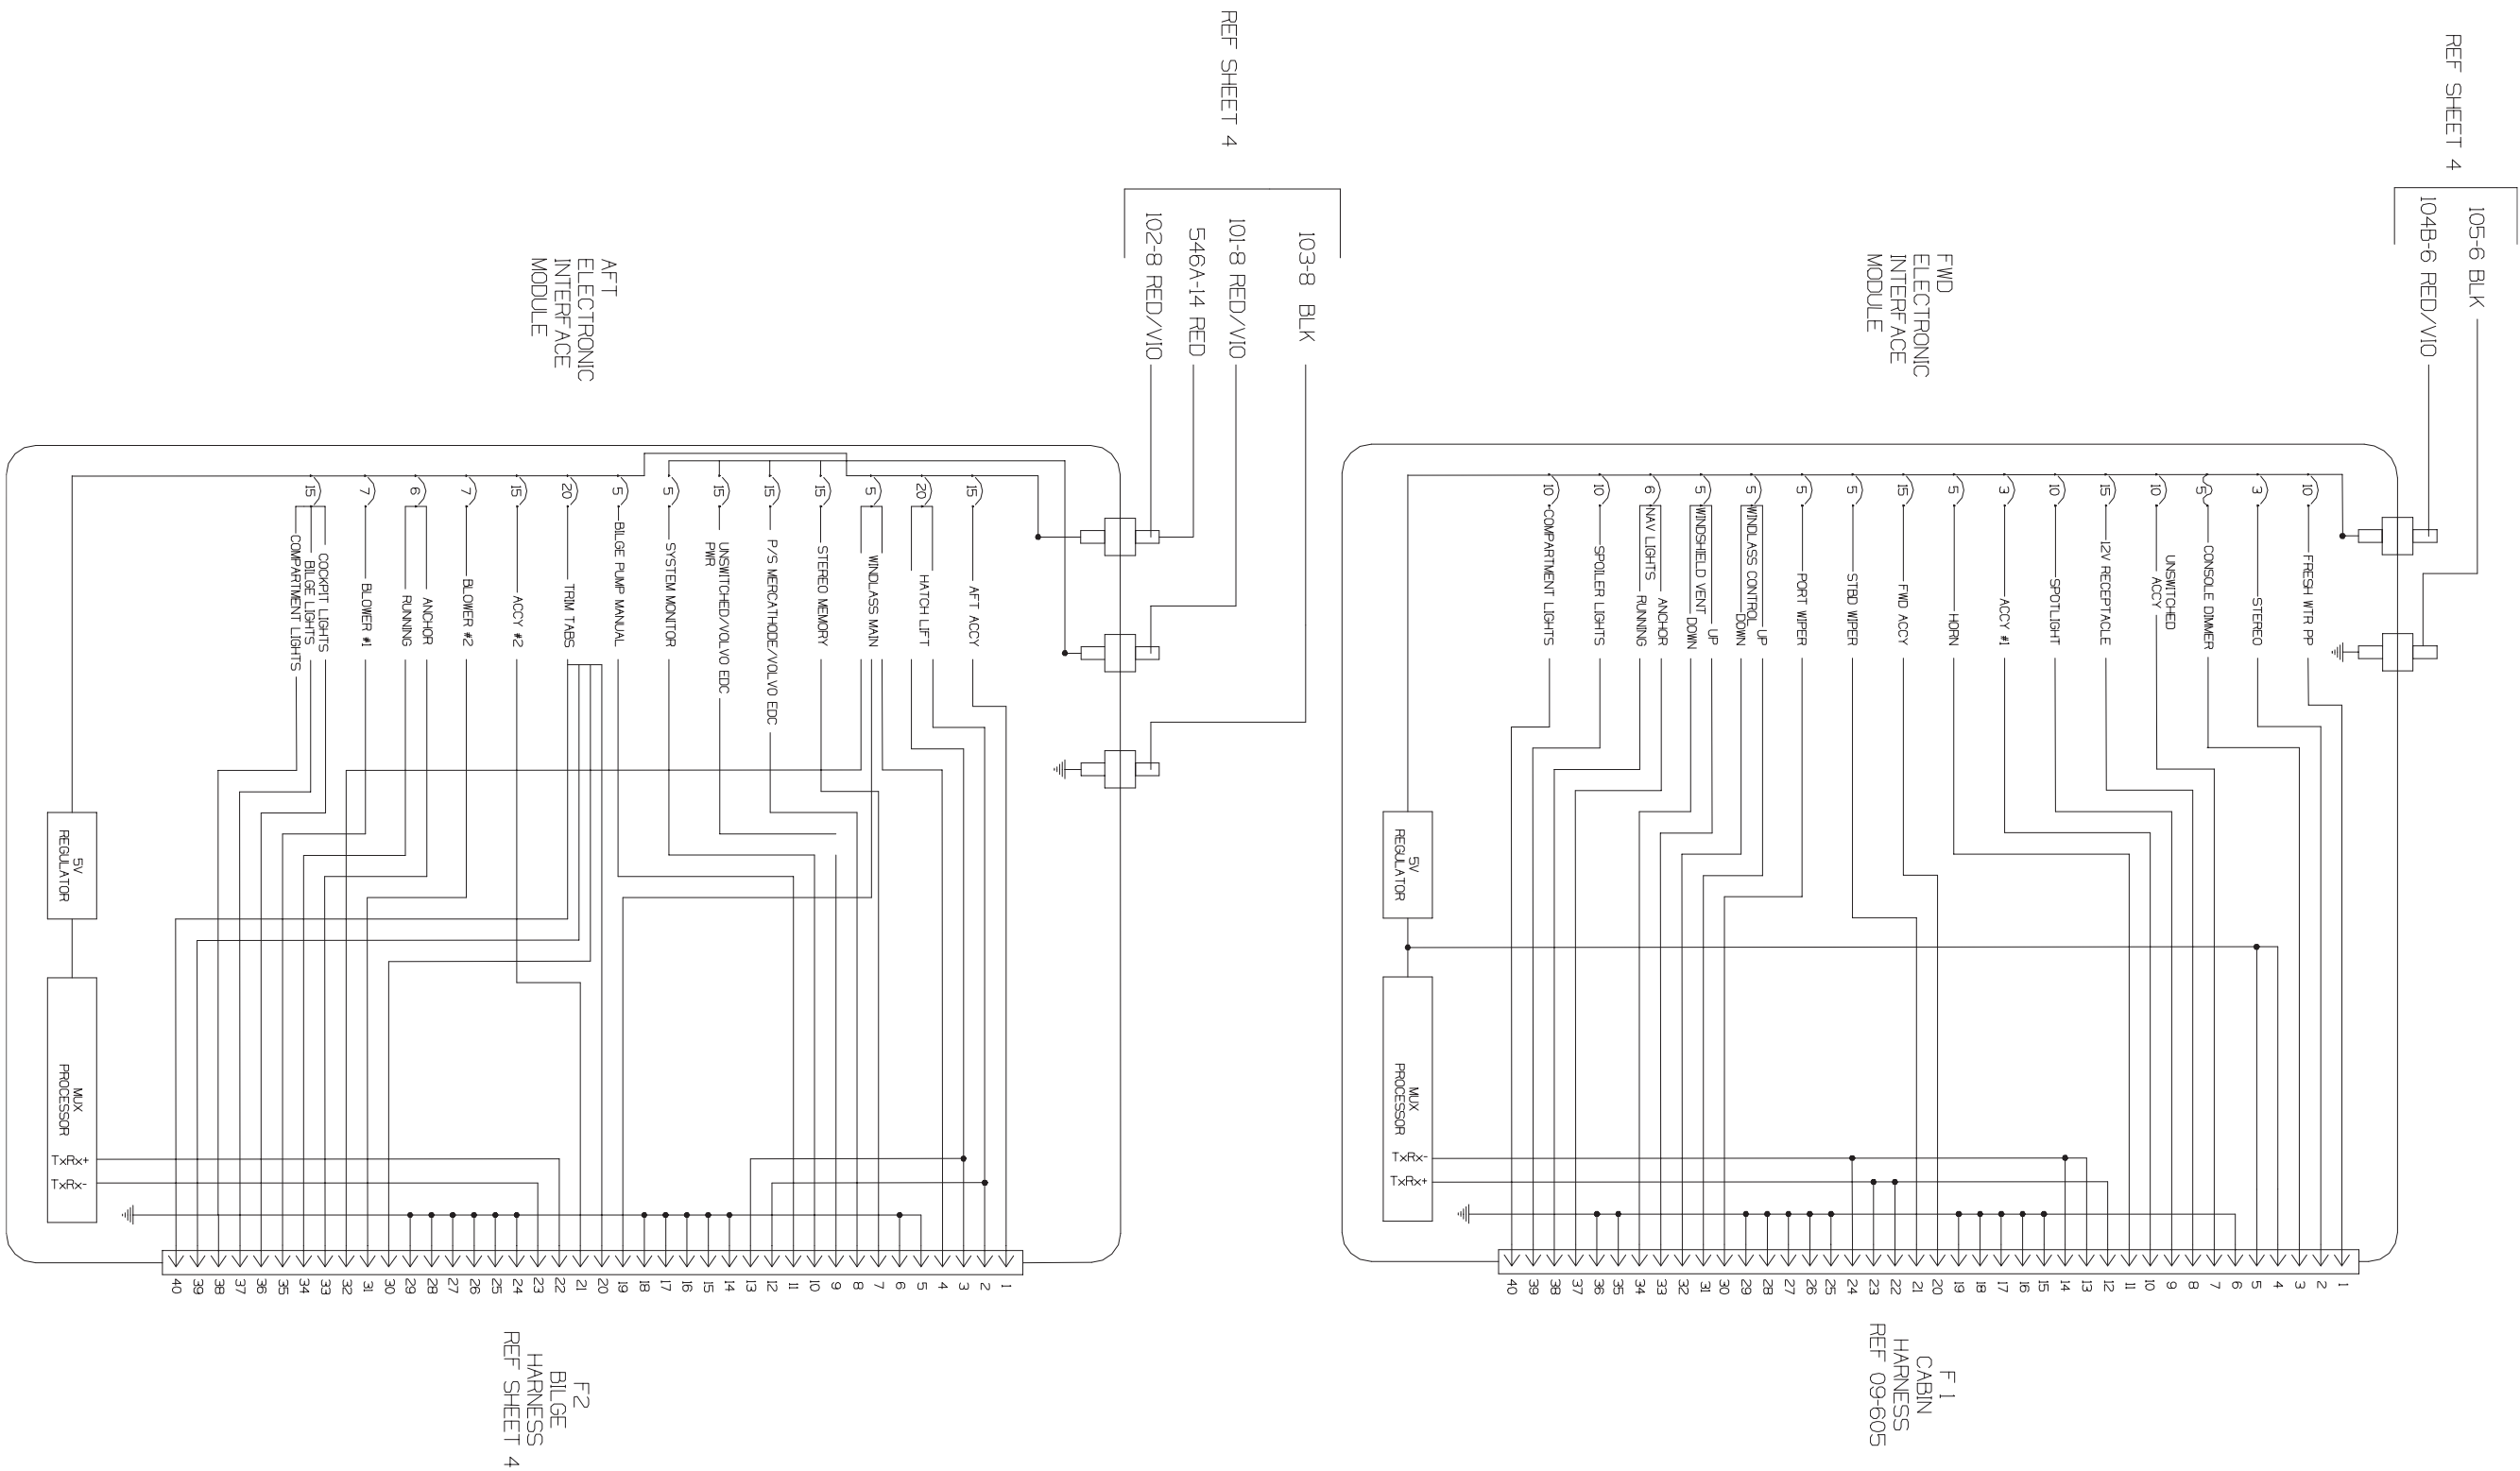 REF SHEET 4
105-6 BLK
104B-6 RED/VIO
FWD
ELECTRONIC
INTERFACE
MODULE
10 FRESH WTR PP
3 STEREO
5 CONSOLE DIMMER
10 UNSWITCHED
ACCY
15 12V RECEPTACLE
10 SPOTLIGHT
3 ACCY #1
5 HORN
15 FWD ACCY
5 STBD WIPER
5 PORT WIPER
5 WINDLASS CONTROL
UP
DOWN
5 WINDSHIELD VENT
UP
DOWN
6 NAV LIGHTS
ANCHOR
RUNNING
10 SPOILER LIGHTS
10 COMPARTMENT LIGHTS
5V
REGULATOR
MUX
PROCESSOR
TxRx-
TxRx+
1
2
3
4
5
6
7
8
9
10
11
12
13
14
15
16
17
18
19
20
21
22
23
24
25
26
27
28
29
30
31
32
33
34
35
36
37
38
39
40
F 1
CABIN
HARNESS
REF 09-605
REF SHEET 4
103-8 BLK
101-8 RED/VIO
546A-14 RED
102-8 RED/VIO
AFT
ELECTRONIC
INTERFACE
MODULE
15 AFT ACCY
20 HATCH LIFT
5 WINDLASS MAIN
15 STEREO MEMORY
15 P/S MERCATHODE/VOLVO EDC
15 UNSWITCHED/VOLVO EDC
PWR
5 SYSTEM MONITOR
5 BILGE PUMP MANUAL
20 TRIM TABS
15 ACCY #2
7 BLOWER #2
6 ANCHOR
RUNNING
7 BLOWER #1
15 COCKPIT LIGHTS
BILGE LIGHTS
COMPARTMENT LIGHTS
5V
REGULATOR
MUX
PROCESSOR
TxRx+
TxRx-
1
2
3
4
5
6
7
8
9
10
11
12
13
14
15
16
17
18
19
20
21
22
23
24
25
26
27
28
29
30
31
32
33
34
35
36
37
38
39
40
F2
BILGE
HARNESS
REF SHEET 4